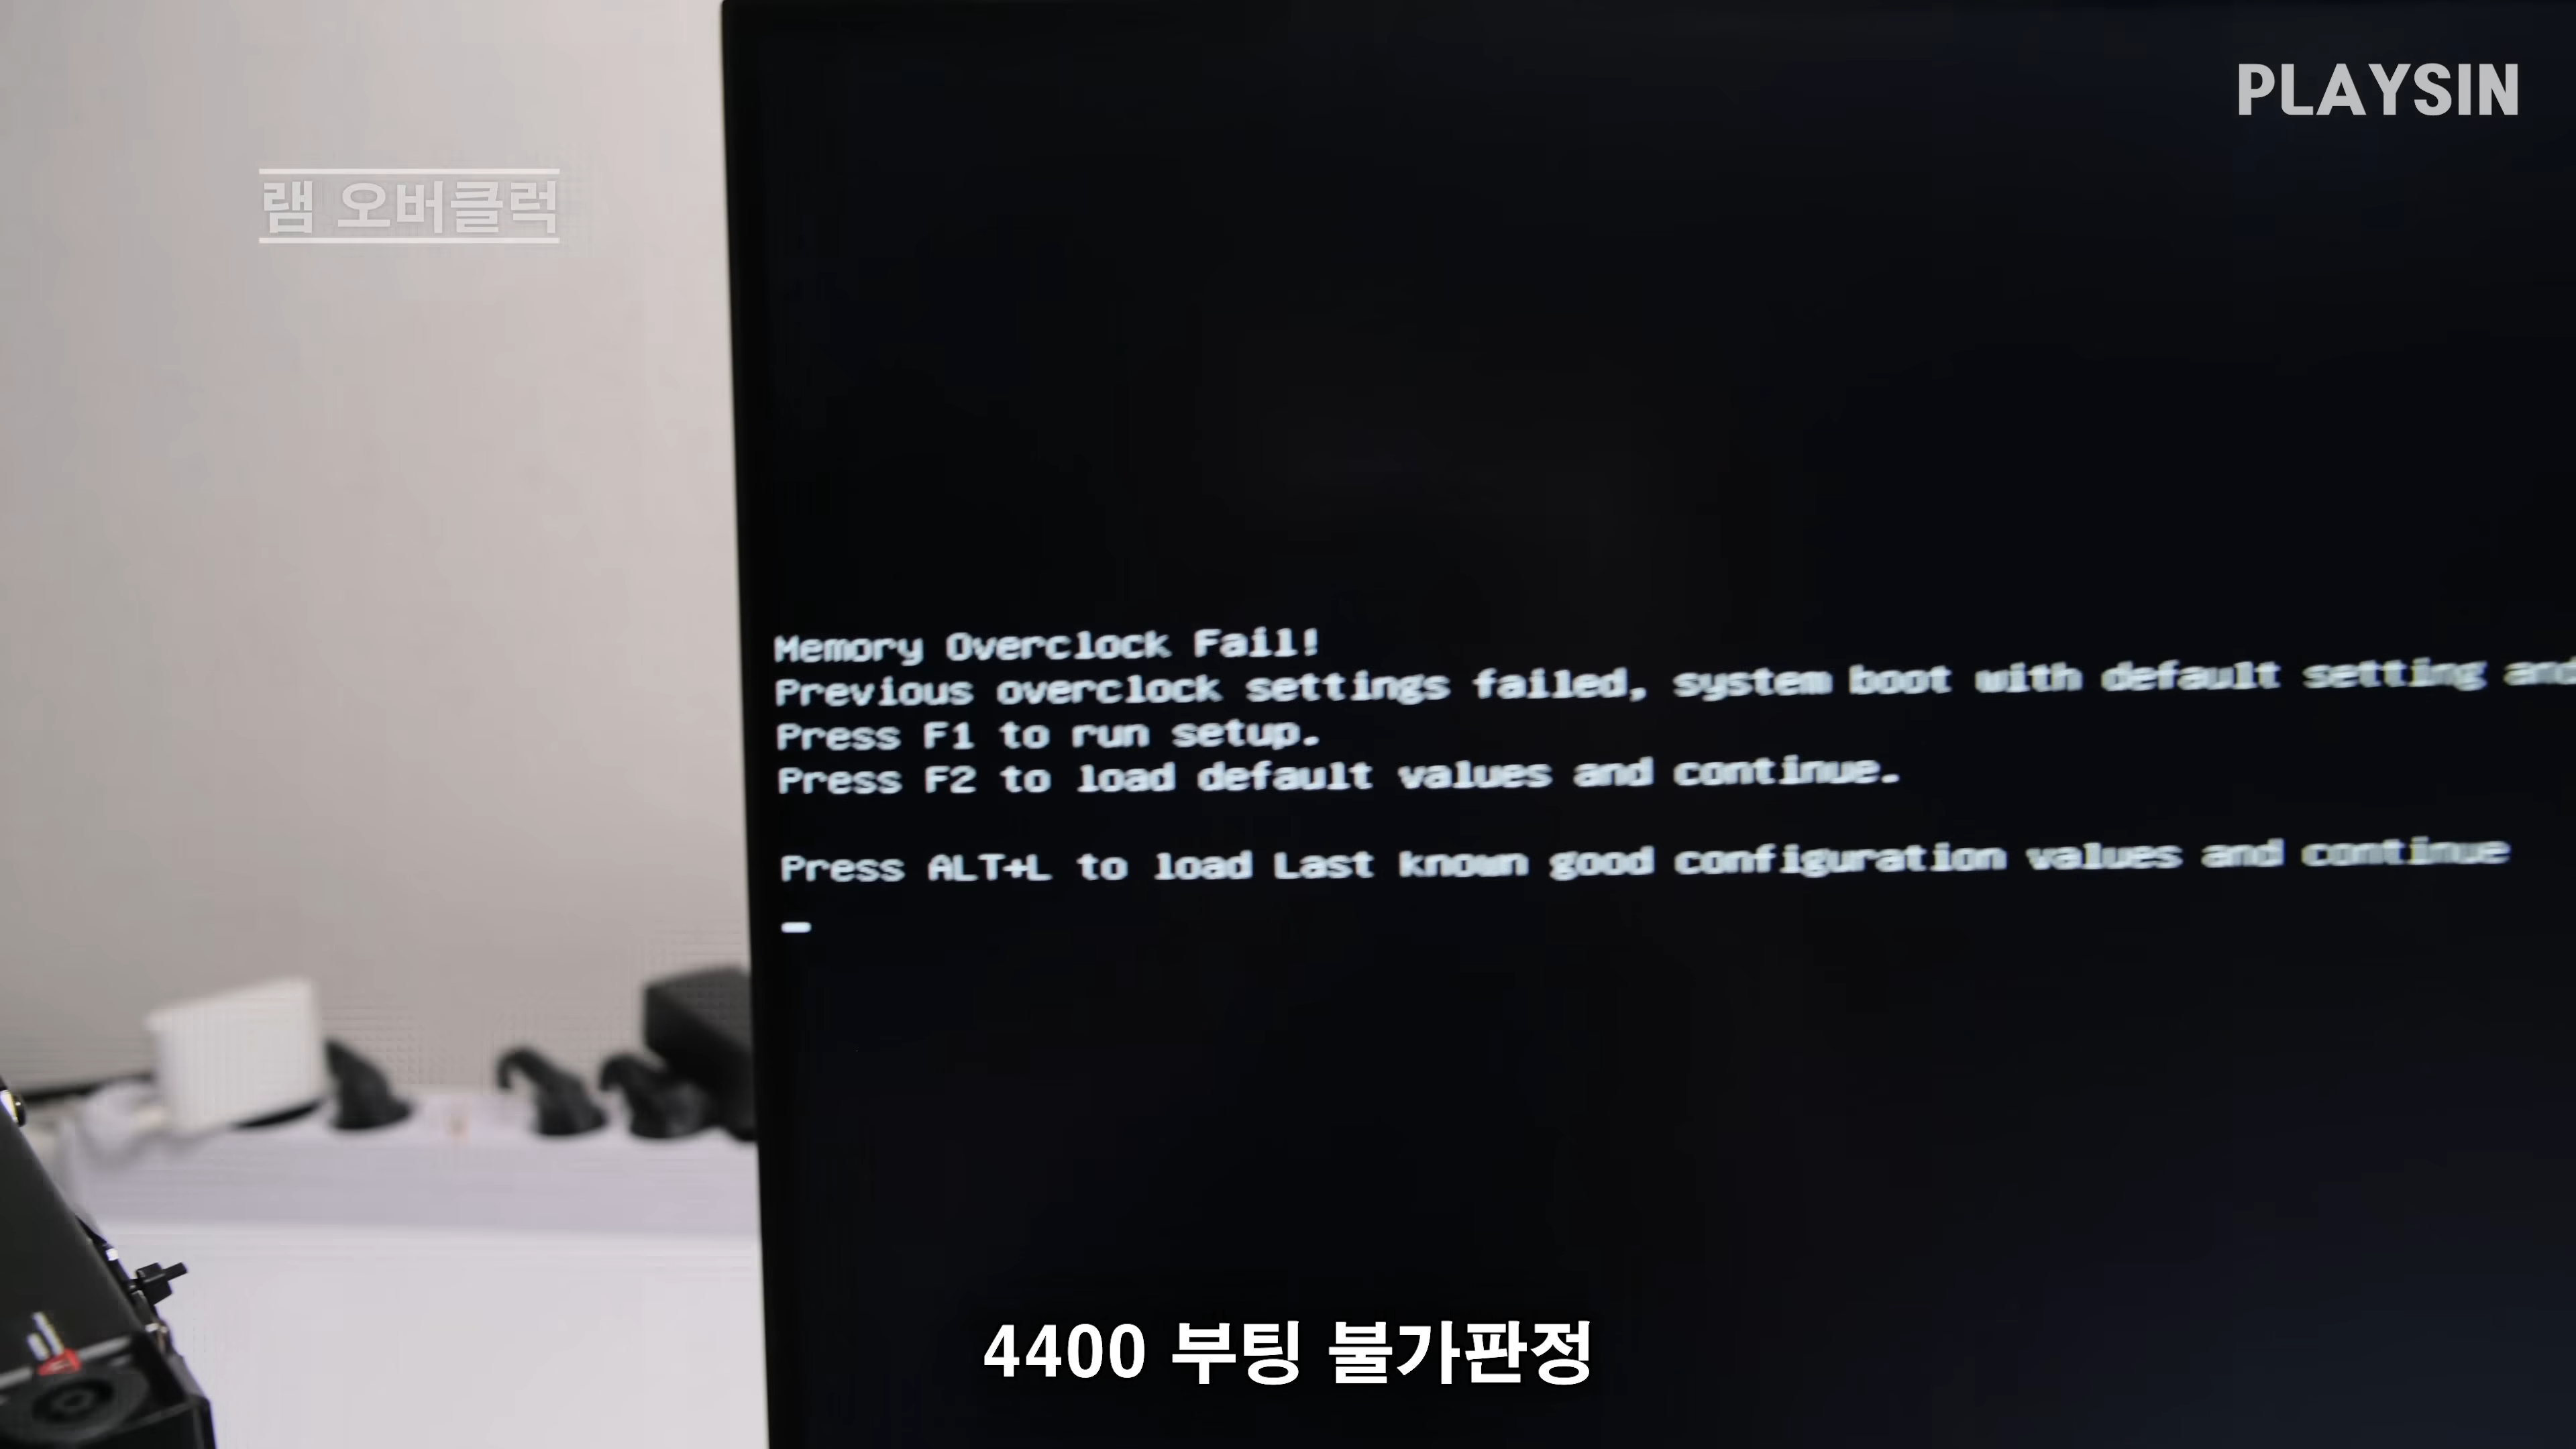 PLAYSIN
램 오버클럭
Memory Overclock Fail!
Previous overclock settings failed, system boot with default setting and
Press F1 to run setup.
Press F2 to load default values and continue.
Press ALT+L to load Last known good configuration values and continue
4400 부팅 불가판정